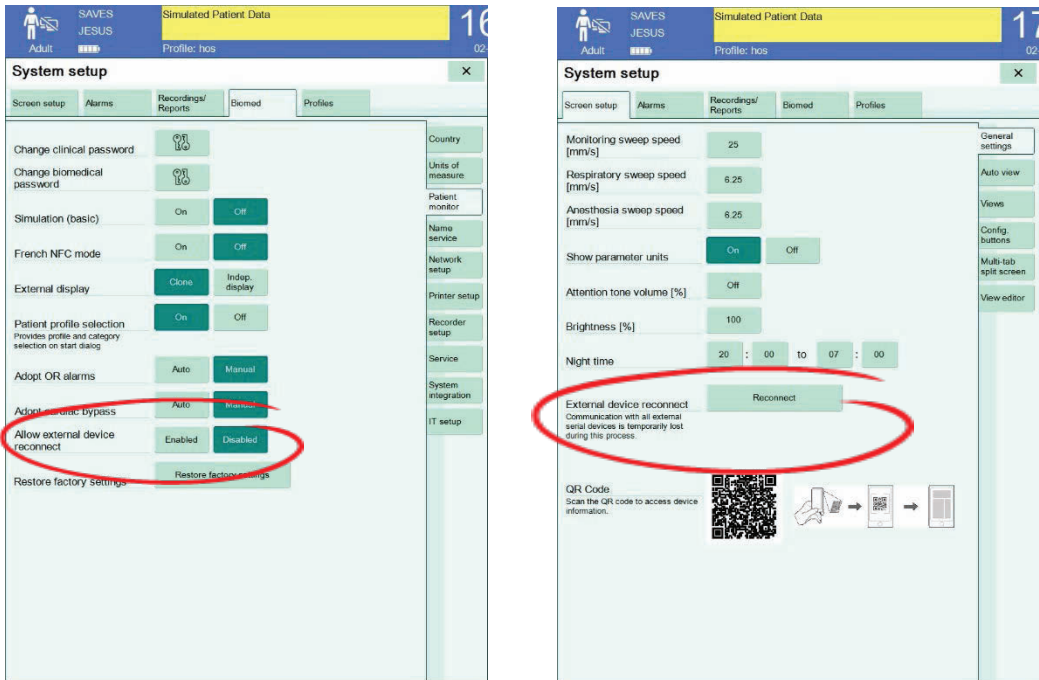 SAVES
JESUS
Adult
Simulated Patient Data
Profile: hos
16
02-
System setup
×
Screen setup
Alarms
Recordings/
Reports
Biomed
Profiles
Change clinical password
Change biomedical
password
Simulation (basic)
On
Off
French NFC mode
On
Off
External display
Clone
Indep.
display
Patient profile selection
Provides profile and category
selection on start dialog
On
Off
Adopt OR alarms
Auto
Manual
Adopt cardiac bypass
Auto
Manual
Allow external device
reconnect
Enabled
Disabled
Restore factory settings
Restore factory settings
Country
Units of
measure
Patient
monitor
Name
service
Network
setup
Printer setup
Recorder
setup
Service
System
integration
IT setup
SAVES
JESUS
Adult
Simulated Patient Data
Profile: hos
17
02-
System setup
×
Screen setup
Alarms
Recordings/
Reports
Biomed
Profiles
Monitoring sweep speed
[mm/s]
25
Respiratory sweep speed
[mm/s]
6.25
Anesthesia sweep speed
[mm/s]
6.25
Show parameter units
On
Off
Attention tone volume [%]
Off
Brightness [%]
100
Night time
20 : 00 to 07 : 00
External device reconnect
Communication with all external
serial devices is temporarily lost
during this process.
Reconnect
QR Code
Scan the QR code to access device
information.
General
settings
Auto view
Views
Config.
buttons
Multi-tab
split screen
View editor